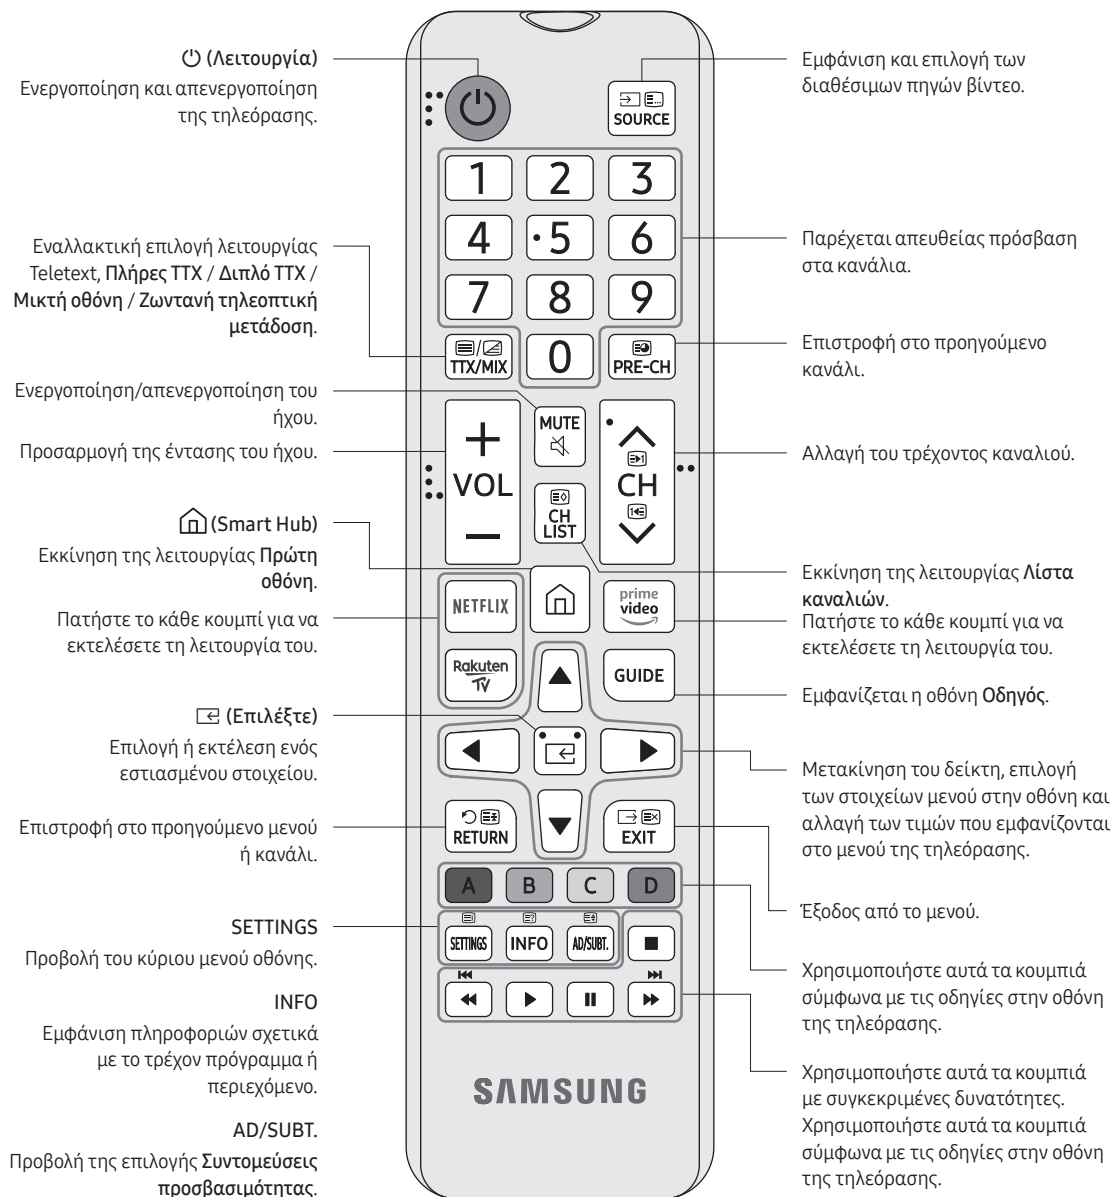 (Λειτουργία)
Ενεργοποίηση και απενεργοποίηση
της τηλεόρασης.
Εναλλακτική επιλογή λειτουργίας
Teletext, Πλήρες TTX / Διπλό TTX /
Μικτή οθόνη / Ζωντανή τηλεοπτική
μετάδοση.
Ενεργοποίηση/απενεργοποίηση του
ήχου.
Προσαρμογή της έντασης του ήχου.
(Smart Hub)
Εκκίνηση της λειτουργίας Πρώτη
οθόνη.
Πατήστε το κάθε κουμπί για να
εκτελέσετε τη λειτουργία του.
(Επιλέξτε)
Επιλογή ή εκτέλεση ενός
εστιασμένου στοιχείου.
Επιστροφή στο προηγούμενο μενού
ή κανάλι.
SETTINGS
Προβολή του κύριου μενού οθόνης.
INFO
Εμφάνιση πληροφοριών σχετικά
με το τρέχον πρόγραμμα ή
περιεχόμενο.
AD/SUBT.
Προβολή της επιλογής Συντομεύσεις
προσβασιμότητας.
SOURCE
1 2 3
4 5 6
7 8 9
TTX/MIX 0 PRE-CH
MUTE
+
VOL
−
CH
CH
LIST
NETFLIX
prime
video
Rakuten
TV
GUIDE
RETURN
EXIT
A B C D
SETTINGS INFO AD/SUBT.
SAMSUNG
Εμφάνιση και επιλογή των
διαθέσιμων πηγών βίντεο.
Παρέχεται απευθείας πρόσβαση
στα κανάλια.
Επιστροφή στο προηγούμενο
κανάλι.
Αλλαγή του τρέχοντος καναλιού.
Εκκίνηση της λειτουργίας Λίστα
καναλιών.
Πατήστε το κάθε κουμπί για να
εκτελέσετε τη λειτουργία του.
Εμφανίζεται η οθόνη Οδηγός.
Μετακίνηση του δείκτη, επιλογή
των στοιχείων μενού στην οθόνη και
αλλαγή των τιμών που εμφανίζονται
στο μενού της τηλεόρασης.
Έξοδος από το μενού.
Χρησιμοποιήστε αυτά τα κουμπιά
σύμφωνα με τις οδηγίες στην οθόνη
της τηλεόρασης.
Χρησιμοποιήστε αυτά τα κουμπιά
με συγκεκριμένες δυνατότητες.
Χρησιμοποιήστε αυτά τα κουμπιά
σύμφωνα με τις οδηγίες στην οθόνη
της τηλεόρασης.